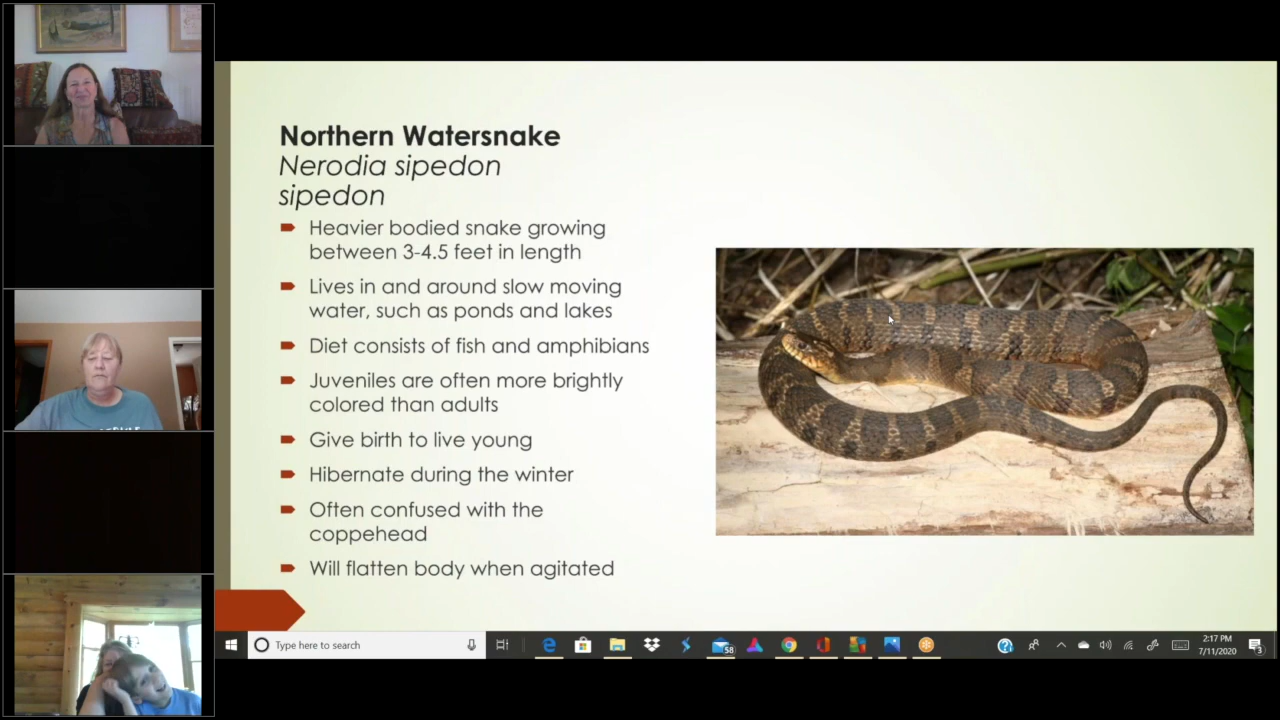 Northern Watersnake
Nerodia sipedon
sipedon
Heavier bodied snake growing
between 3-4.5 feet in length
Lives in and around slow moving
water, such as ponds and lakes
Diet consists of fish and amphibians
Juveniles are often more brightly
colored than adults
Give birth to live young
Hibernate during the winter
Often confused with the
coppehead
Will flatten body when agitated
Type here to search
58
2:17 PM
7/11/2020
3